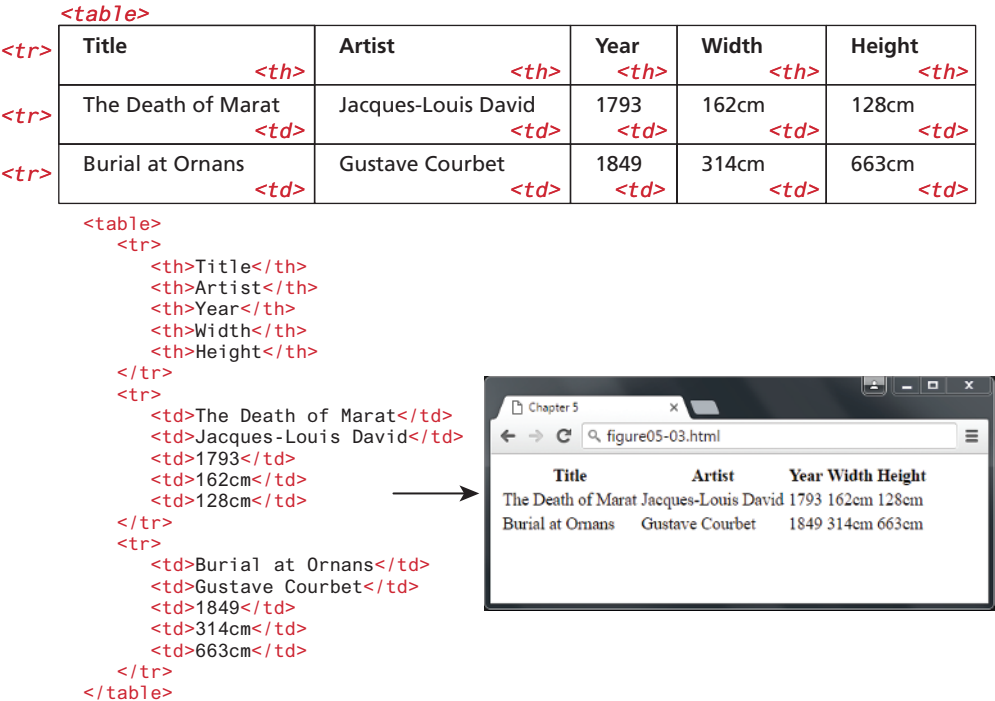 <table>
<tr> Title Artist Year Width Height
<th> <th> <th> <th> <th>
<tr> The Death of Marat Jacques-Louis David 1793 162cm 128cm
<td> <td> <td> <td> <td>
<tr> Burial at Ornans Gustave Courbet 1849 314cm 663cm
<td> <td> <td> <td> <td>
<table>
<tr>
<th>Title</th>
<th>Artist</th>
<th>Year</th>
<th>Width</th>
<th>Height</th>
</tr>
<tr>
<td>The Death of Marat</td>
<td>Jacques-Louis David</td>
<td>1793</td>
<td>162cm</td>
<td>128cm</td>
</tr>
<tr>
<td>Burial at Ornans</td>
<td>Gustave Courbet</td>
<td>1849</td>
<td>314cm</td>
<td>663cm</td>
</tr>
</table>
Chapter 5
figure05-03.html
Title Artist Year Width Height
The Death of Marat Jacques-Louis David 1793 162cm 128cm
Burial at Ornans Gustave Courbet 1849 314cm 663cm